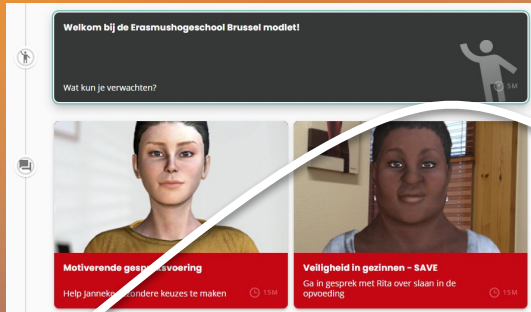 Welkom bij de Erasmushogeschool Brussel modlet!
Wat kun je verwachten?
5M
Motiverende
Help Janneke gezondere keuzes te maken
15M
Veiligheid in gezinnen - SAVE
Ga in gesprek met Rita over slaan in de
opvoeding
15M